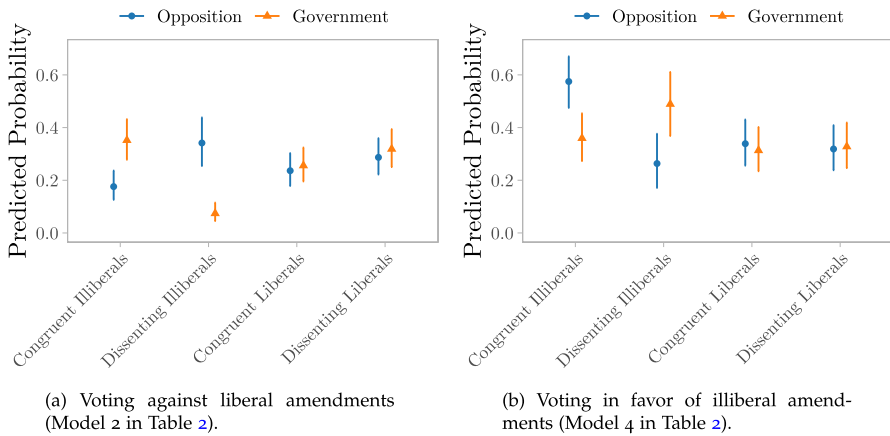 Opposition Government
Predicted Probability
0.6
0.4
0.2
0.0
Congruent Illiberals
Dissenting Illiberals
Congruent Liberals
Dissenting Liberals
(a) Voting against liberal amendments
(Model 2 in Table 2).
Opposition Government
Predicted Probability
0.6
0.4
0.2
0.0
Congruent Illiberals
Dissenting Illiberals
Congruent Liberals
Dissenting Liberals
(b) Voting in favor of illiberal amend-
ments (Model 4 in Table 2).